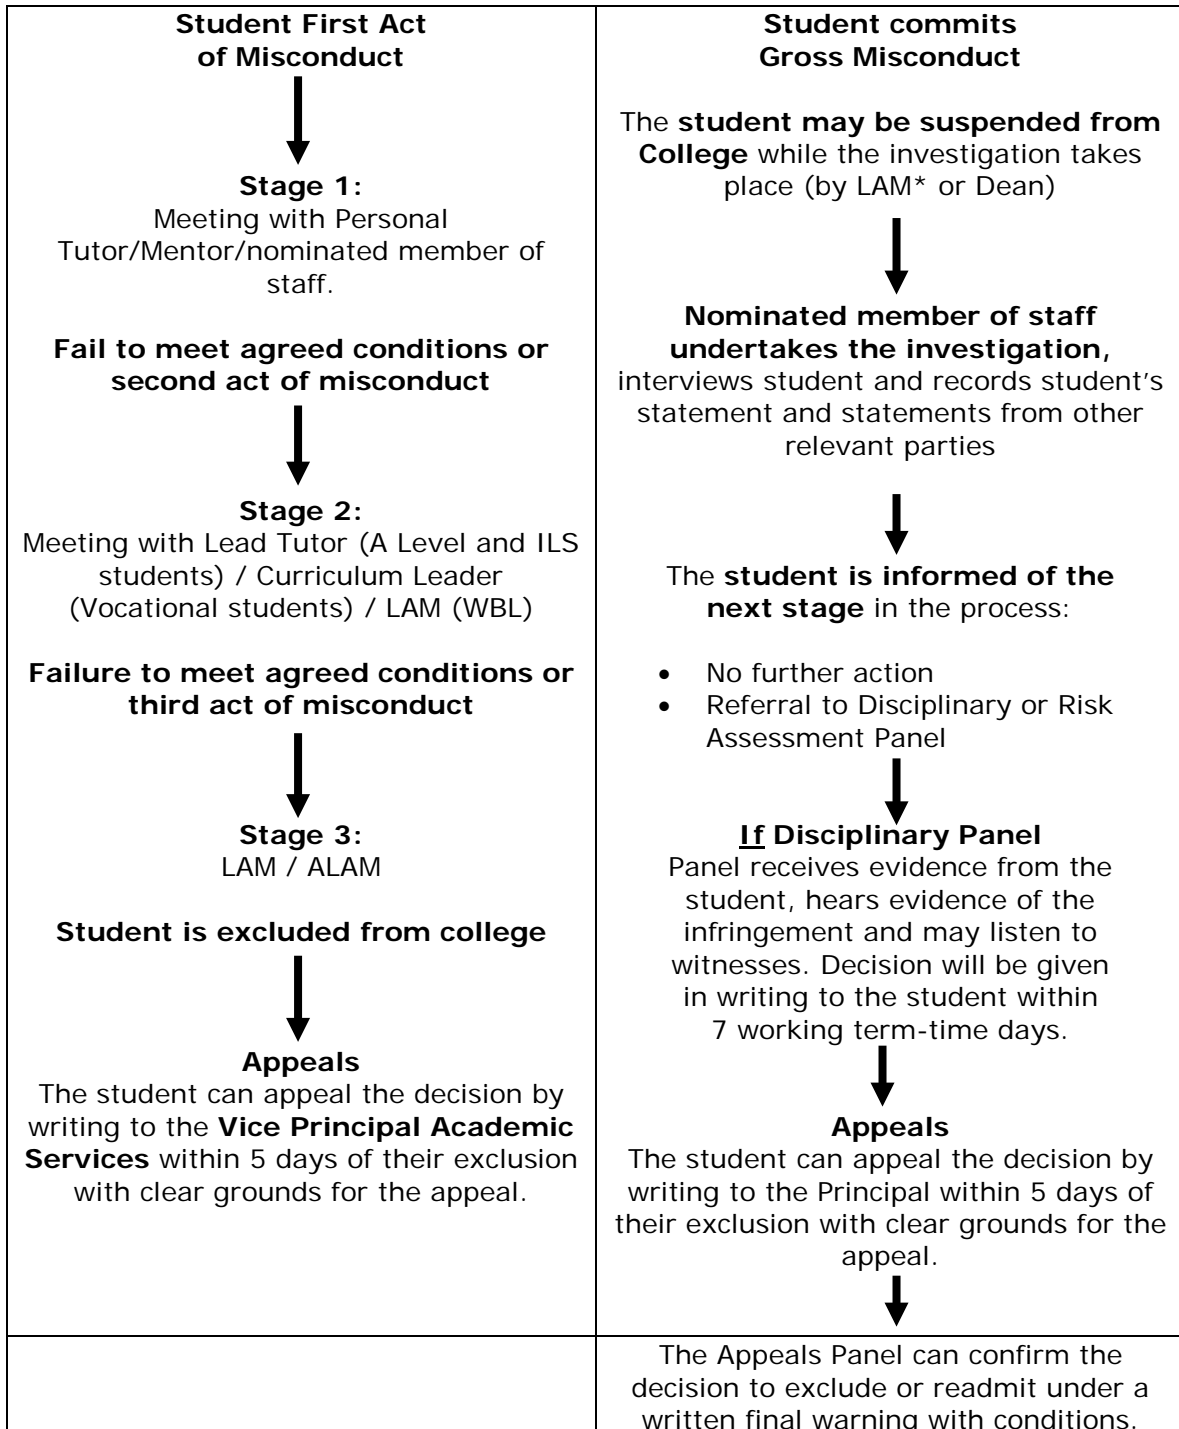 Student First Act
of Misconduct
Stage 1:
Meeting with Personal
Tutor/Mentor/nominated member of
staff.
Fail to meet agreed conditions or
second act of misconduct
Stage 2:
Meeting with Lead Tutor (A Level and ILS
students) / Curriculum Leader
(Vocational students) / LAM (WBL)
Failure to meet agreed conditions or
third act of misconduct
Stage 3:
LAM / ALAM
Student is excluded from college
Appeals
The student can appeal the decision by
writing to the Vice Principal Academic
Services within 5 days of their exclusion
with clear grounds for the appeal.
Student commits
Gross Misconduct
The student may be suspended from
College while the investigation takes
place (by LAM* or Dean)
Nominated member of staff
undertakes the investigation,
interviews student and records student’s
statement and statements from other
relevant parties
The student is informed of the
next stage in the process:
• No further action
• Referral to Disciplinary or Risk
Assessment Panel
If Disciplinary Panel
Panel receives evidence from the
student, hears evidence of the
infringement and may listen to
witnesses. Decision will be given
in writing to the student within
7 working term-time days.
Appeals
The student can appeal the decision by
writing to the Principal within 5 days of
their exclusion with clear grounds for the
appeal.
The Appeals Panel can confirm the
decision to exclude or readmit under a
written final warning with conditions.